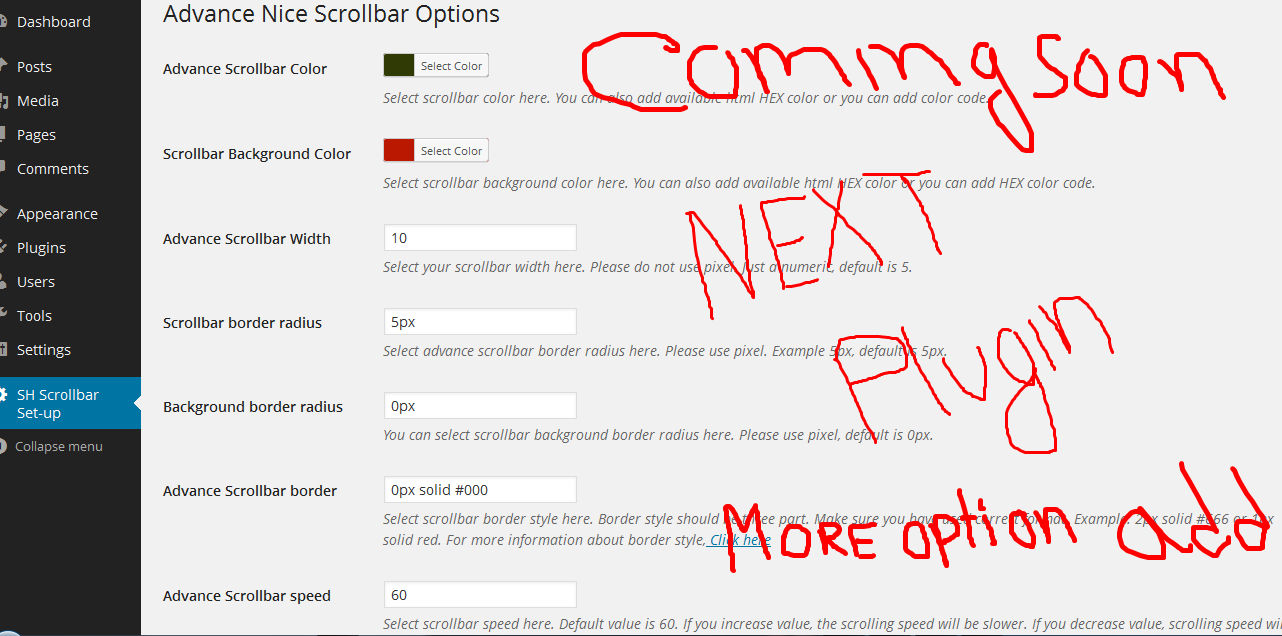 Advance Nice Scrollbar Options
Dashboard
Posts
Media
Pages
Comments
Appearance
Plugins
Users
Tools
Settings
SH Scrollbar
Set-up
Collapse menu
Advance Scrollbar Color
Select Color
Select scrollbar color here. You can also add available html HEX color or you can add color code.
Scrollbar Background Color
Select Color
Select scrollbar background color here. You can also add available html HEX color or you can add HEX color code.
Advance Scrollbar Width
10
Select your scrollbar width here. Please do not use pixel. Just a numeric, default is 5.
Scrollbar border radius
5px
Select advance scrollbar border radius here. Please use pixel. Example 5px, default is 5px.
Background border radius
0px
You can select scrollbar background border radius here. Please use pixel, default is 0px.
Advance Scrollbar border
0px solid #000
Select scrollbar border style here. Border style should be three part. Make sure you have used correct format. Example: 2px solid #666 or 1px
solid red. For more information about border style, Click here
Advance Scrollbar speed
60
Select scrollbar speed here. Default value is 60. If you increase value, the scrolling speed will be slower. If you decrease value, scrolling speed
Coming Soon
NEXT
Plugin
MORE option add